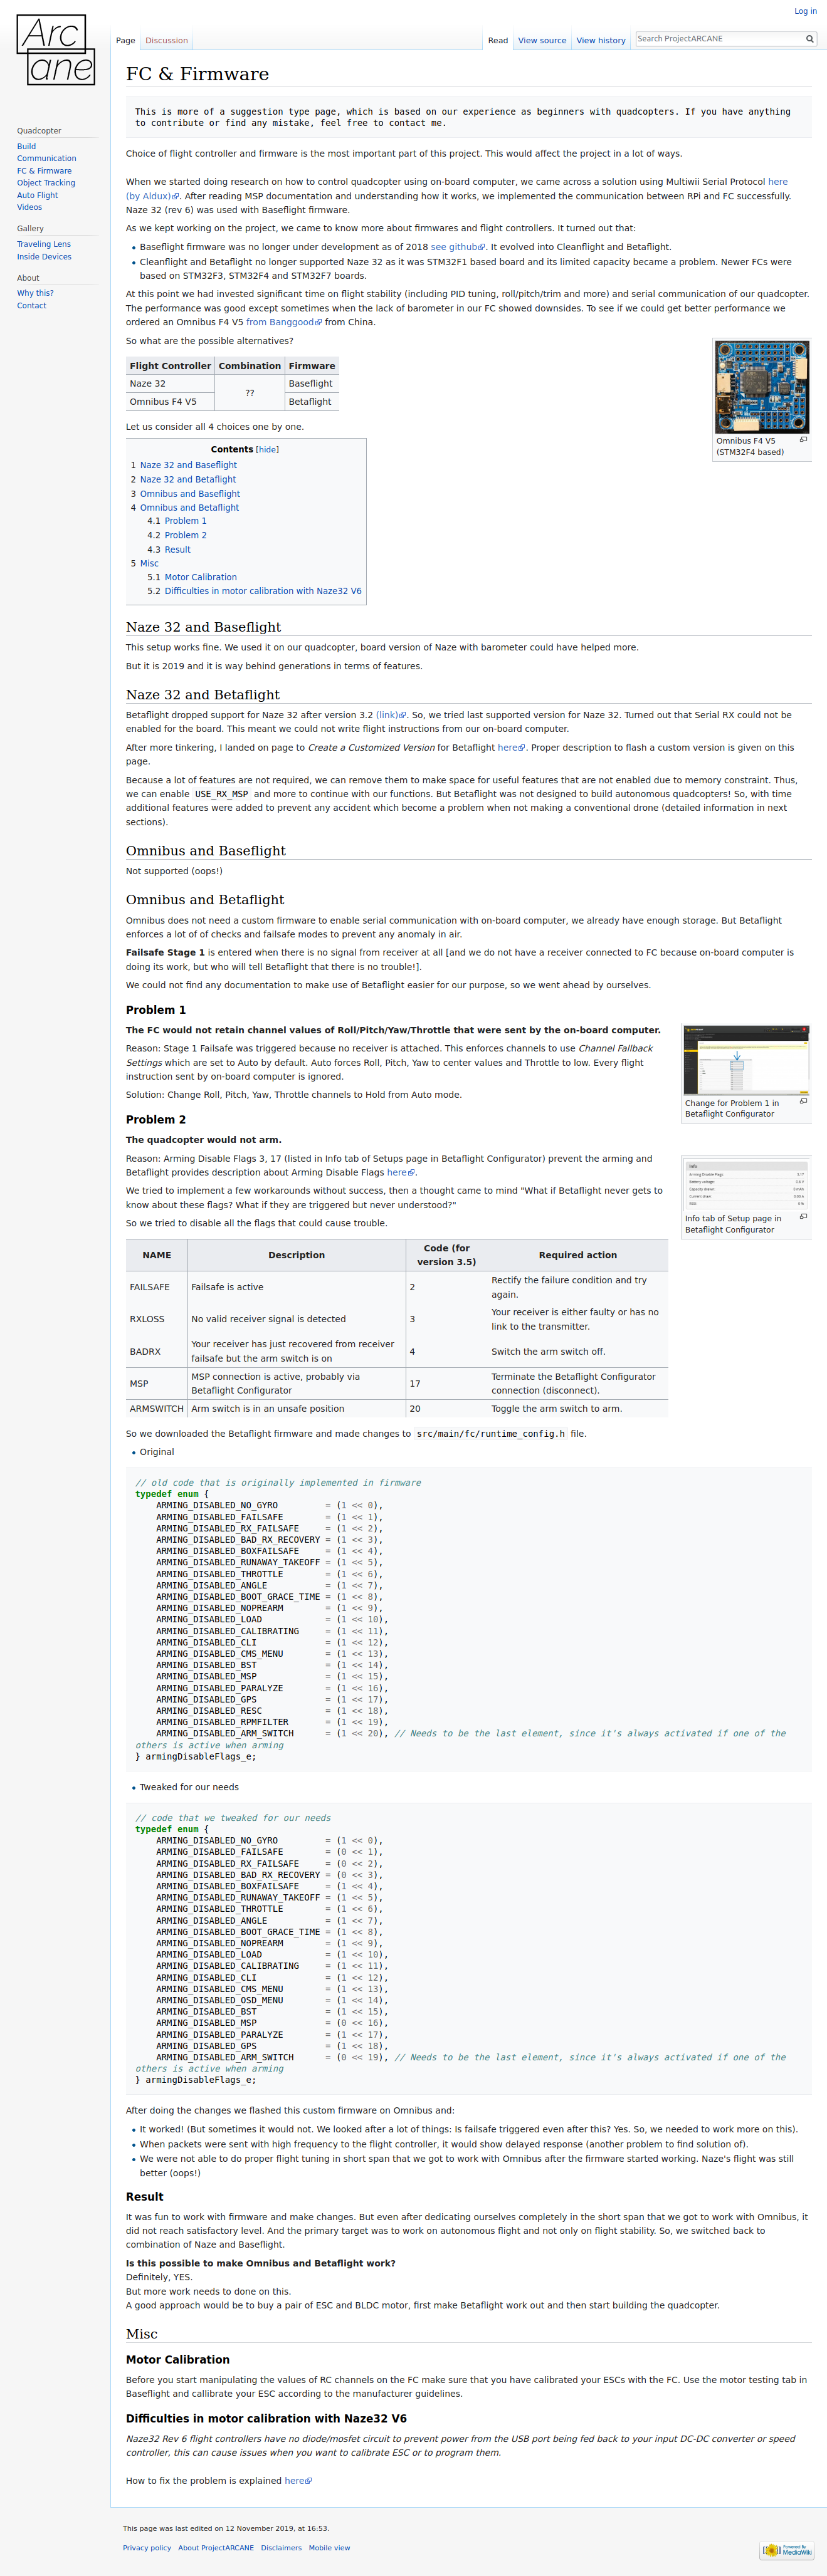 Log in
Arc
ane
Page
Discussion
Read
View source
View history
Search ProjectARCANE
Quadcopter
Build
Communication
FC & Firmware
Object Tracking
Auto Flight
Videos
Gallery
Traveling Lens
Inside Devices
About
Why this?
Contact
FC & Firmware
This is more of a suggestion type page, which is based on our experience as beginners with quadcopters. If you have anything
to contribute or find any mistake, feel free to contact me.
Choice of flight controller and firmware is the most important part of this project. This would affect the project in a lot of ways.
When we started doing research on how to control quadcopter using on-board computer, we came across a solution using Multiwii Serial Protocol here
(by Aldux). After reading MSP documentation and understanding how it works, we implemented the communication between RPi and FC successfully.
Naze 32 (rev 6) was used with Baseflight firmware.
As we kept working on the project, we came to know more about firmwares and flight controllers. It turned out that:
Baseflight firmware was no longer under development as of 2018 see github. It evolved into Cleanflight and Betaflight.
Cleanflight and Betaflight no longer supported Naze 32 as it was STM32F1 based board and its limited capacity became a problem. Newer FCs were
based on STM32F3, STM32F4 and STM32F7 boards.
At this point we had invested significant time on flight stability (including PID tuning, roll/pitch/trim and more) and serial communication of our quadcopter.
The performance was good except sometimes when the lack of barometer in our FC showed downsides. To see if we could get better performance we
ordered an Omnibus F4 V5 from Banggood from China.
So what are the possible alternatives?
Flight Controller Combination Firmware
Naze 32 ?? Baseflight
Omnibus F4 V5 Betaflight
Omnibus F4 V5
(STM32F4 based)
Let us consider all 4 choices one by one.
Contents [hide]
1 Naze 32 and Baseflight
2 Naze 32 and Betaflight
3 Omnibus and Baseflight
4 Omnibus and Betaflight
4.1 Problem 1
4.2 Problem 2
4.3 Result
5 Misc
5.1 Motor Calibration
5.2 Difficulties in motor calibration with Naze32 V6
Naze 32 and Baseflight
This setup works fine. We used it on our quadcopter, board version of Naze with barometer could have helped more.
But it is 2019 and it is way behind generations in terms of features.
Naze 32 and Betaflight
Betaflight dropped support for Naze 32 after version 3.2 (link). So, we tried last supported version for Naze 32. Turned out that Serial RX could not be
enabled for the board. This meant we could not write flight instructions from our on-board computer.
After more tinkering, I landed on page to Create a Customized Version for Betaflight here. Proper description to flash a custom version is given on this
page.
Because a lot of features are not required, we can remove them to make space for useful features that are not enabled due to memory constraint. Thus,
we can enable USE_RX_MSP and more to continue with our functions. But Betaflight was not designed to build autonomous quadcopters! So, with time
additional features were added to prevent any accident which become a problem when not making a conventional drone (detailed information in next
sections).
Omnibus and Baseflight
Not supported (oops!)
Omnibus and Betaflight
Omnibus does not need a custom firmware to enable serial communication with on-board computer, we already have enough storage. But Betaflight
enforces a lot of of checks and failsafe modes to prevent any anomaly in air.
Failsafe Stage 1 is entered when there is no signal from receiver at all [and we do not have a receiver connected to FC because on-board computer is
doing its work, but who will tell Betaflight that there is no trouble!].
We could not find any documentation to make use of Betaflight easier for our purpose, so we went ahead by ourselves.
Problem 1
The FC would not retain channel values of Roll/Pitch/Yaw/Throttle that were sent by the on-board computer.
Reason: Stage 1 Failsafe was triggered because no receiver is attached. This enforces channels to use Channel Fallback
Settings which are set to Auto by default. Auto forces Roll, Pitch, Yaw to center values and Throttle to low. Every flight
instruction sent by on-board computer is ignored.
Solution: Change Roll, Pitch, Yaw, Throttle channels to Hold from Auto mode.
Change for Problem 1 in
Betaflight Configurator
Problem 2
The quadcopter would not arm.
Reason: Arming Disable Flags 3, 17 (listed in Info tab of Setups page in Betaflight Configurator) prevent the arming and
Betaflight provides description about Arming Disable Flags here.
We tried to implement a few workarounds without success, then a thought came to mind "What if Betaflight never gets to
know about these flags? What if they are triggered but never understood?"
So we tried to disable all the flags that could cause trouble.
Info
Arming Disable Flags: 3,17
Info tab of Setup page in
Betaflight Configurator
NAME Description Code (for version 3.5) Required action
FAILSAFE Failsafe is active 2 Rectify the failure condition and try again.
RXLOSS No valid receiver signal is detected 3 Your receiver is either faulty or has no link to the transmitter.
BADRX Your receiver has just recovered from receiver failsafe but the arm switch is on 4 Switch the arm switch off.
MSP MSP connection is active, probably via Betaflight Configurator 17 Terminate the Betaflight Configurator connection (disconnect).
ARMSWITCH Arm switch is in an unsafe position 20 Toggle the arm switch to arm.
So we downloaded the Betaflight firmware and made changes to src/main/fc/runtime_config.h file.
Original
// old code that is originally implemented in firmware
typedef enum {
ARMING_DISABLED_NO_GYRO = (1 << 0),
ARMING_DISABLED_FAILSAFE = (1 << 1),
ARMING_DISABLED_RX_FAILSAFE = (1 << 2),
ARMING_DISABLED_BAD_RX_RECOVERY = (1 << 3),
ARMING_DISABLED_BOXFAILSAFE = (1 << 4),
ARMING_DISABLED_RUNAWAY_TAKEOFF = (1 << 5),
ARMING_DISABLED_THROTTLE = (1 << 6),
ARMING_DISABLED_ANGLE = (1 << 7),
ARMING_DISABLED_BOOT_GRACE_TIME = (1 << 8),
ARMING_DISABLED_NOPREARM = (1 << 9),
ARMING_DISABLED_LOAD = (1 << 10),
ARMING_DISABLED_CALIBRATING = (1 << 11),
ARMING_DISABLED_CLI = (1 << 12),
ARMING_DISABLED_CMS_MENU = (1 << 13),
ARMING_DISABLED_BST = (1 << 14),
ARMING_DISABLED_MSP = (1 << 15),
ARMING_DISABLED_PARALYZE = (1 << 16),
ARMING_DISABLED_GPS = (1 << 17),
ARMING_DISABLED_RESC = (1 << 18),
ARMING_DISABLED_RPMFILTER = (1 << 19),
ARMING_DISABLED_ARM_SWITCH = (1 << 20), // Needs to be the last element, since it's always activated if one of the
others is active when arming
} armingDisableFlags_e;
Tweaked for our needs
// code that we tweaked for our needs
typedef enum {
ARMING_DISABLED_NO_GYRO = (1 << 0),
ARMING_DISABLED_FAILSAFE = (0 << 1),
ARMING_DISABLED_RX_FAILSAFE = (0 << 2),
ARMING_DISABLED_BAD_RX_RECOVERY = (0 << 3),
ARMING_DISABLED_BOXFAILSAFE = (1 << 4),
ARMING_DISABLED_RUNAWAY_TAKEOFF = (1 << 5),
ARMING_DISABLED_THROTTLE = (1 << 6),
ARMING_DISABLED_ANGLE = (1 << 7),
ARMING_DISABLED_BOOT_GRACE_TIME = (1 << 8),
ARMING_DISABLED_NOPREARM = (1 << 9),
ARMING_DISABLED_LOAD = (1 << 10),
ARMING_DISABLED_CALIBRATING = (1 << 11),
ARMING_DISABLED_CLI = (1 << 12),
ARMING_DISABLED_CMS_MENU = (1 << 13),
ARMING_DISABLED_OSD_MENU = (1 << 14),
ARMING_DISABLED_BST = (1 << 15),
ARMING_DISABLED_MSP = (0 << 16),
ARMING_DISABLED_PARALYZE = (1 << 17),
ARMING_DISABLED_GPS = (1 << 18),
ARMING_DISABLED_ARM_SWITCH = (0 << 19), // Needs to be the last element, since it's always activated if one of the
others is active when arming
} armingDisableFlags_e;
After doing the changes we flashed this custom firmware on Omnibus and:
It worked! (But sometimes it would not. We looked after a lot of things: Is failsafe triggered even after this? Yes. So, we needed to work more on this).
When packets were sent with high frequency to the flight controller, it would show delayed response (another problem to find solution of).
We were not able to do proper flight tuning in short span that we got to work with Omnibus after the firmware started working. Naze's flight was still
better (oops!)
Result
It was fun to work with firmware and make changes. But even after dedicating ourselves completely in the short span that we got to work with Omnibus, it
did not reach satisfactory level. And the primary target was to work on autonomous flight and not only on flight stability. So, we switched back to
combination of Naze and Baseflight.
Is this possible to make Omnibus and Betaflight work?
Definitely, YES.
But more work needs to done on this.
A good approach would be to buy a pair of ESC and BLDC motor, first make Betaflight work out and then start building the quadcopter.
Misc
Motor Calibration
Before you start manipulating the values of RC channels on the FC make sure that you have calibrated your ESCs with the FC. Use the motor testing tab in
Baseflight and callibrate your ESC according to the manufacturer guidelines.
Difficulties in motor calibration with Naze32 V6
Naze32 Rev 6 flight controllers have no diode/mosfet circuit to prevent power from the USB port being fed back to your input DC-DC converter or speed
controller, this can cause issues when you want to calibrate ESC or to program them.
How to fix the problem is explained here
This page was last edited on 12 November 2019, at 16:53.
Privacy policy About ProjectARCANE Disclaimers Mobile view
Powered By
MediaWiki